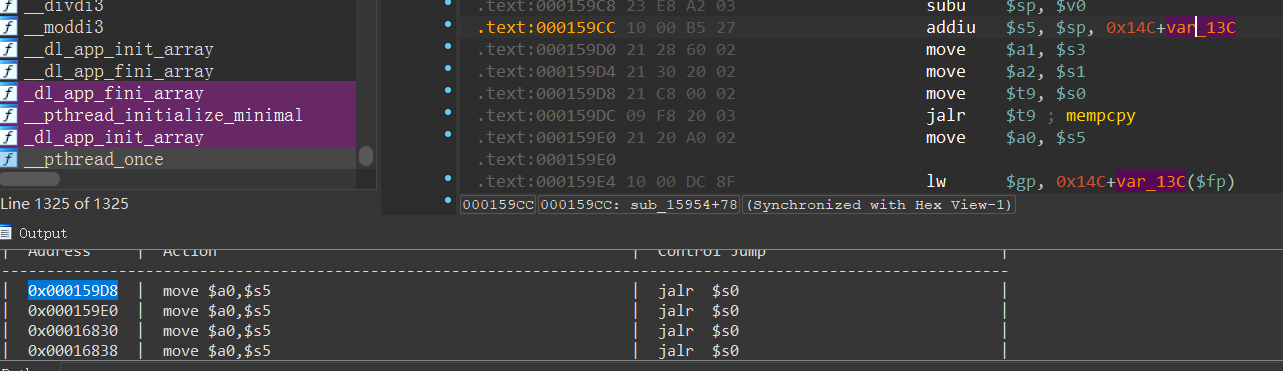 __divdi3
__moddi3
__dl_app_init_array
__dl_app_fini_array
_dl_app_fini_array
__pthread_initialize_minimal
_dl_app_init_array
__pthread_once
Line 1325 of 1325
.text:000159C8 23 E8 A2 03 subu $sp, $v0
.text:000159CC 10 00 B5 27 addiu $s5, $sp, 0x14C+var_13C
.text:000159D0 21 28 60 02 move $a1, $s3
.text:000159D4 21 30 20 02 move $a2, $s1
.text:000159D8 21 C8 00 02 move $t9, $s0
.text:000159DC 09 F8 20 03 jalr $t9 ; mempcpy
.text:000159E0 21 20 A0 02 move $a0, $s5
.text:000159E0
.text:000159E4 10 00 DC 8F lw $gp, 0x14C+var_13C($fp)
000159CC 000159CC: sub_15954+78 (Synchronized with Hex View-1)
Output
| Address | Action | Control Jump |
| 0x000159D8 | move $a0,$s5 | jalr $s0 |
| 0x000159E0 | move $a0,$s5 | jalr $s0 |
| 0x00016830 | move $a0,$s5 | jalr $s0 |
| 0x00016838 | move $a0,$s5 | jalr $s0 |